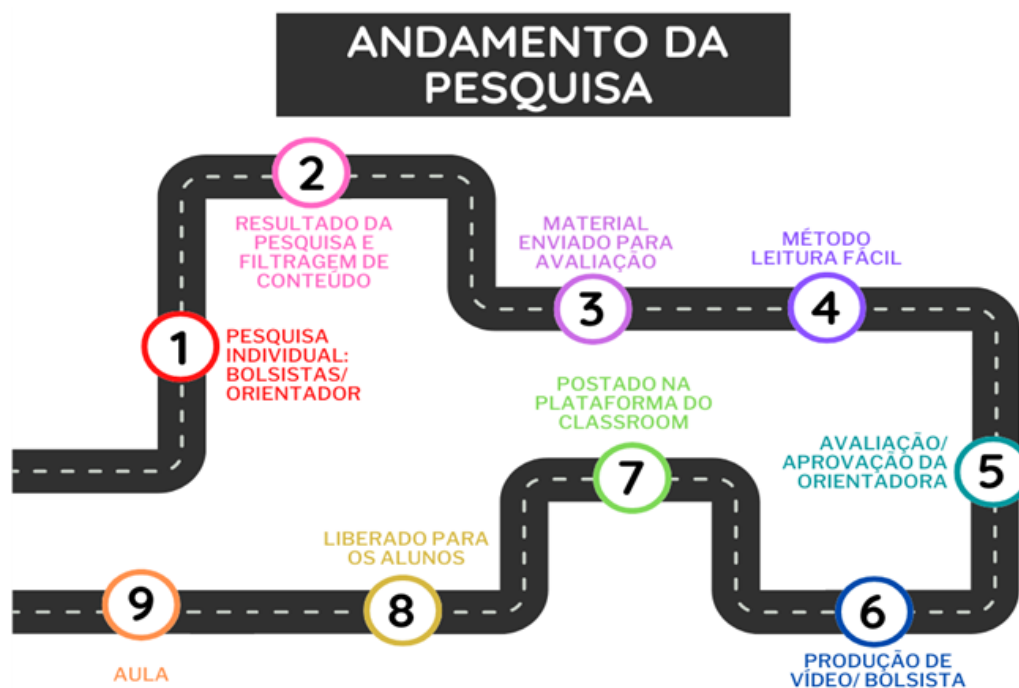 ANDAMENTO DA
PESQUISA
1
PESQUISA
INDIVIDUAL:
BOLSISTAS/
ORIENTADOR
2
RESULTADO DA
PESQUISA E
FILTRAGEM DE
CONTEÚDO
3
MATERIAL
ENVIADO PARA
AVALIAÇÃO
4
MÉTODO
LEITURA FÁCIL
5
AVALIAÇÃO/
APROVAÇÃO DA
ORIENTADORA
6
PRODUÇÃO DE
VÍDEO/ BOLSISTA
7
POSTADO NA
PLATAFORMA DO
CLASSROOM
8
LIBERADO PARA
OS ALUNOS
9
AULA